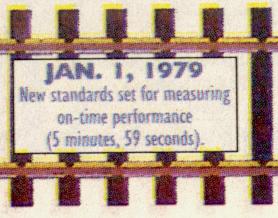 JAN. 1, 1979
New standards set for measuring
on-time performance
(5 minutes, 59 seconds).